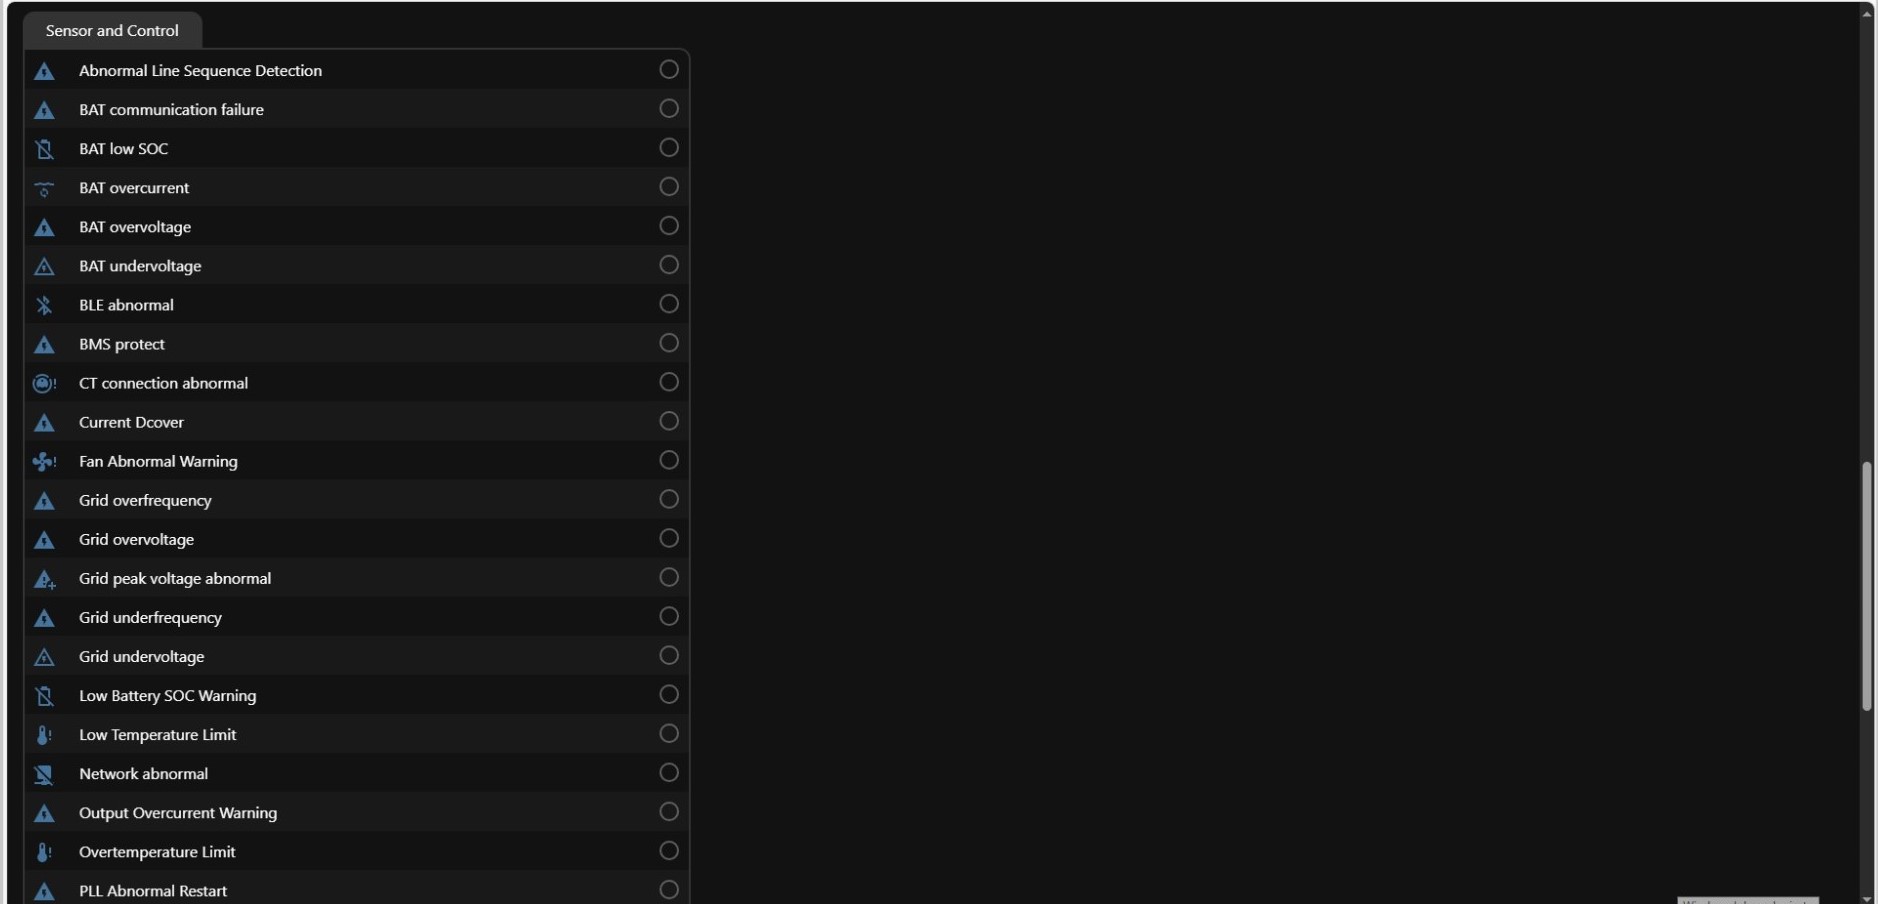 Sensor and Control
Abnormal Line Sequence Detection
BAT communication failure
BAT low SOC
BAT overcurrent
BAT overvoltage
BAT undervoltage
BLE abnormal
BMS protect
CT connection abnormal
Current Dcover
Fan Abnormal Warning
Grid overfrequency
Grid overvoltage
Grid peak voltage abnormal
Grid underfrequency
Grid undervoltage
Low Battery SOC Warning
Low Temperature Limit
Network abnormal
Output Overcurrent Warning
Overtemperature Limit
PLL Abnormal Restart